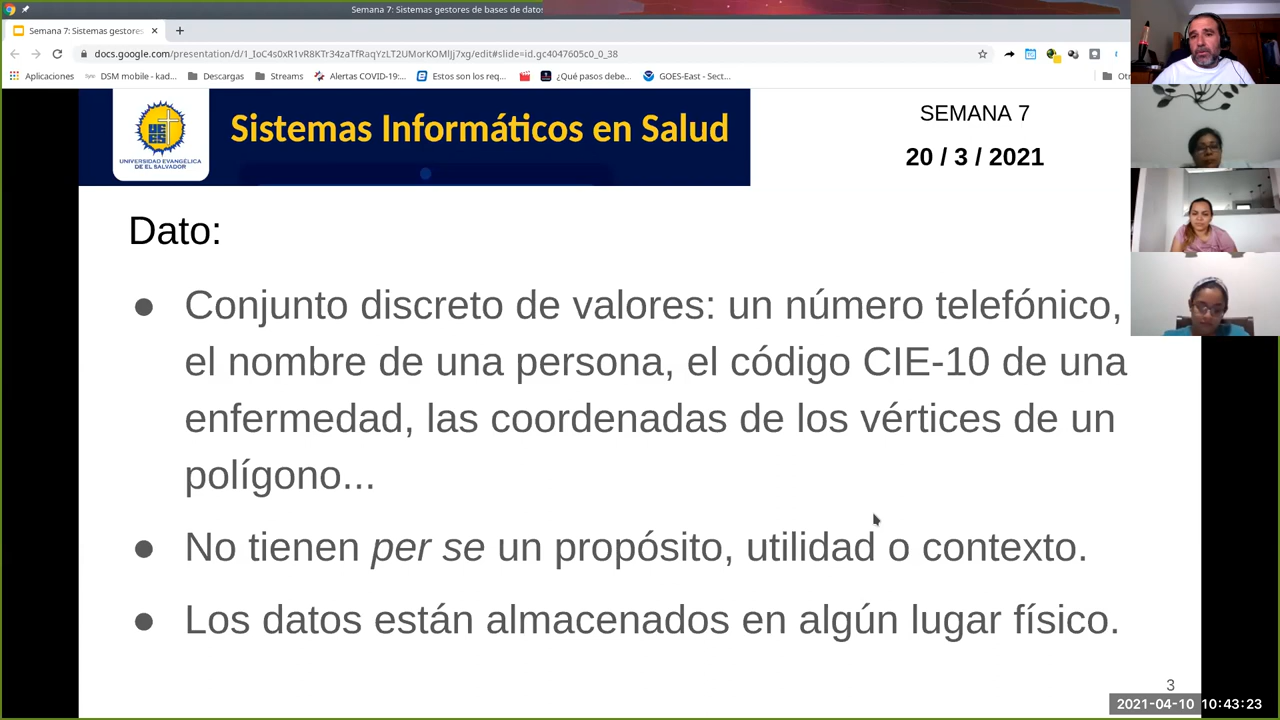 Semana 7: Sistemas gestores de bases de datos
Semana 7: Sistemas gestores
docs.google.com/presentation/d/1_IoC4s0xR1vR8KTr34zaTfRaqYzLT2UMorKOMljj7xg/edit#slide=id.gc4047605c0_0_38
Aplicaciones
DSM mobile - kad...
Descargas
Streams
Alertas COVID-19:...
Estos son los req...
¿Qué pasos debe...
GOES-East - Sect...
Otr
UNIVERSIDAD EVANGÉLICA
DE EL SALVADOR
Sistemas Informáticos en Salud
SEMANA 7
20 / 3 / 2021
Dato:
● Conjunto discreto de valores: un número telefónico,
el nombre de una persona, el código CIE-10 de una
enfermedad, las coordenadas de los vértices de un
polígono...
● No tienen per se un propósito, utilidad o contexto.
● Los datos están almacenados en algún lugar físico.
3
2021-04-10 10:43:23